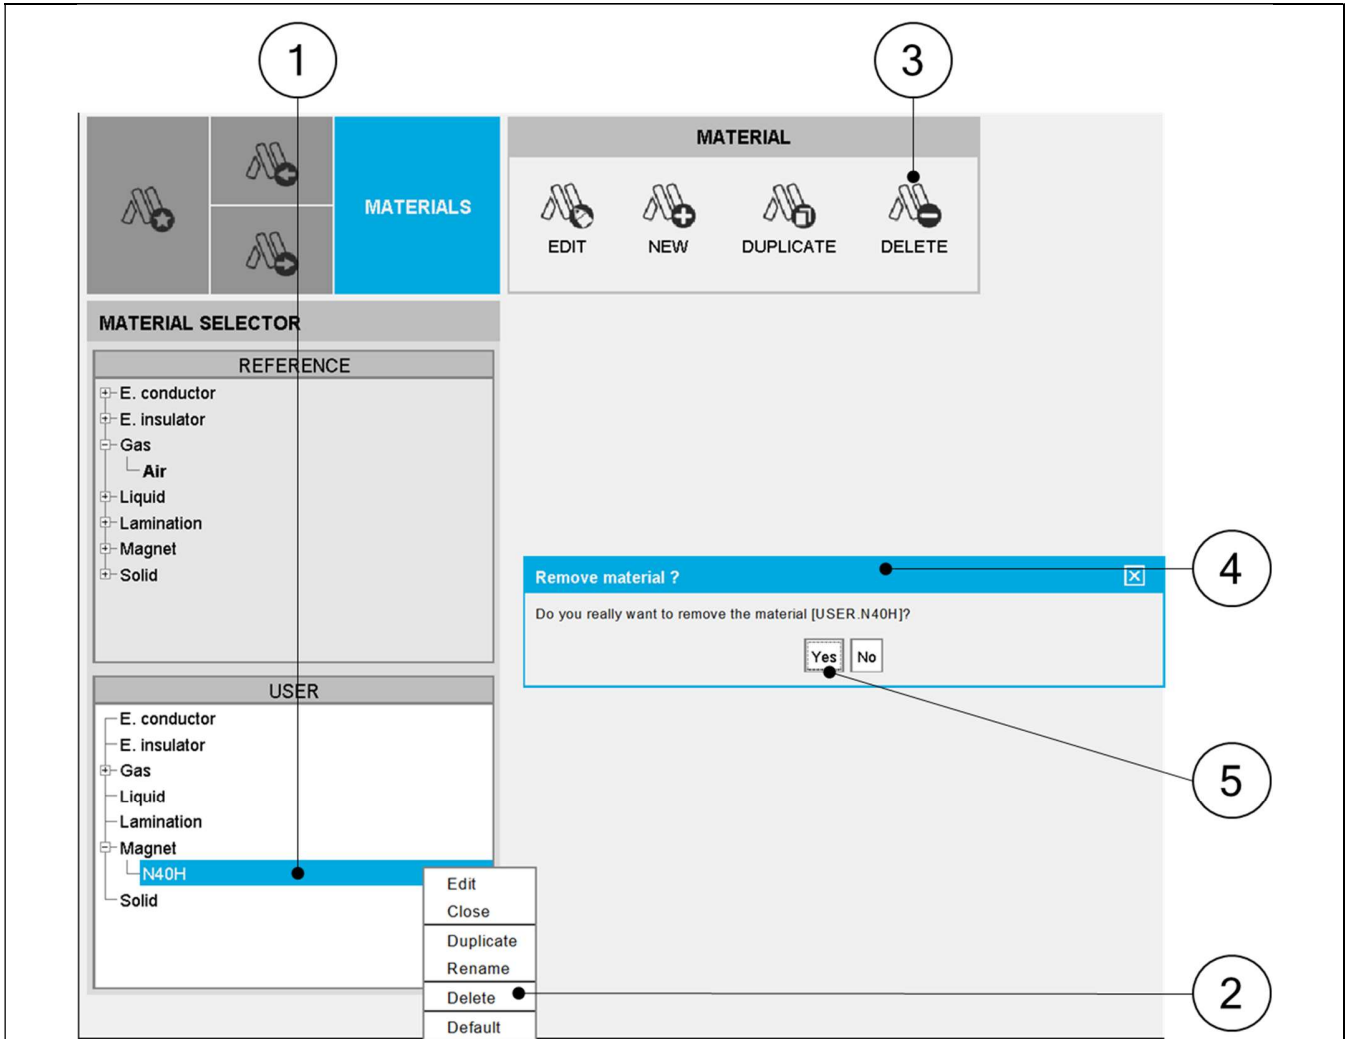 1
3
MATERIALS
MATERIAL
EDIT
NEW
DUPLICATE
DELETE
MATERIAL SELECTOR
REFERENCE
E. conductor
E. insulator
Gas
Air
Liquid
Lamination
Magnet
Solid
Remove material ?
4
Do you really want to remove the material [USER.N40H]?
Yes
No
USER
E. conductor
E. insulator
Gas
Liquid
Lamination
Magnet
N40H
Solid
5
Edit
Close
Duplicate
Rename
Delete
Default
2